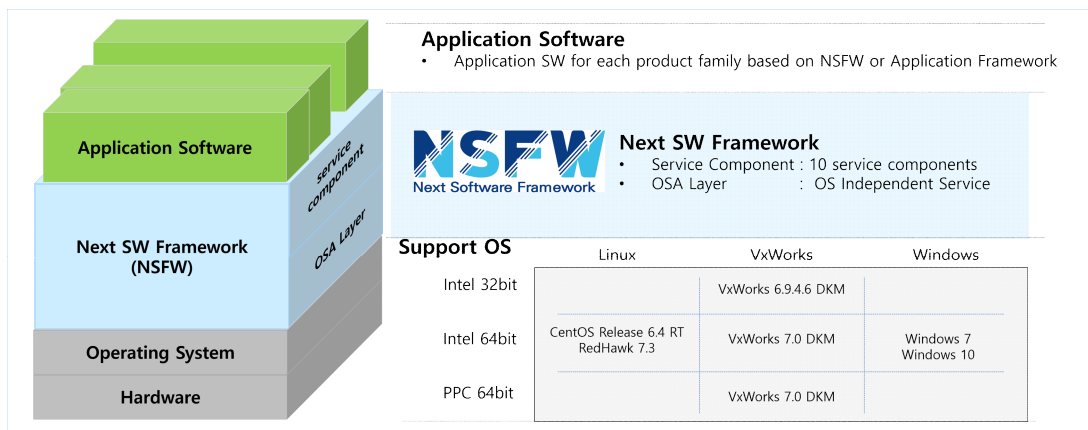 Application Software
service
component
OSA Layer
Next SW Framework
(NSFW)
Operating System
Hardware
Application Software
• Application SW for each product family based on NSFW or Application Framework
NSFW
Next Software Framework
Next SW Framework
• Service Component : 10 service components
• OSA Layer : OS Independent Service
Support OS
Linux VxWorks Windows
Intel 32bit VxWorks 6.9.4.6 DKM
Intel 64bit CentOS Release 6.4 RT VxWorks 7.0 DKM Windows 7
RedHawk 7.3 Windows 10
PPC 64bit VxWorks 7.0 DKM